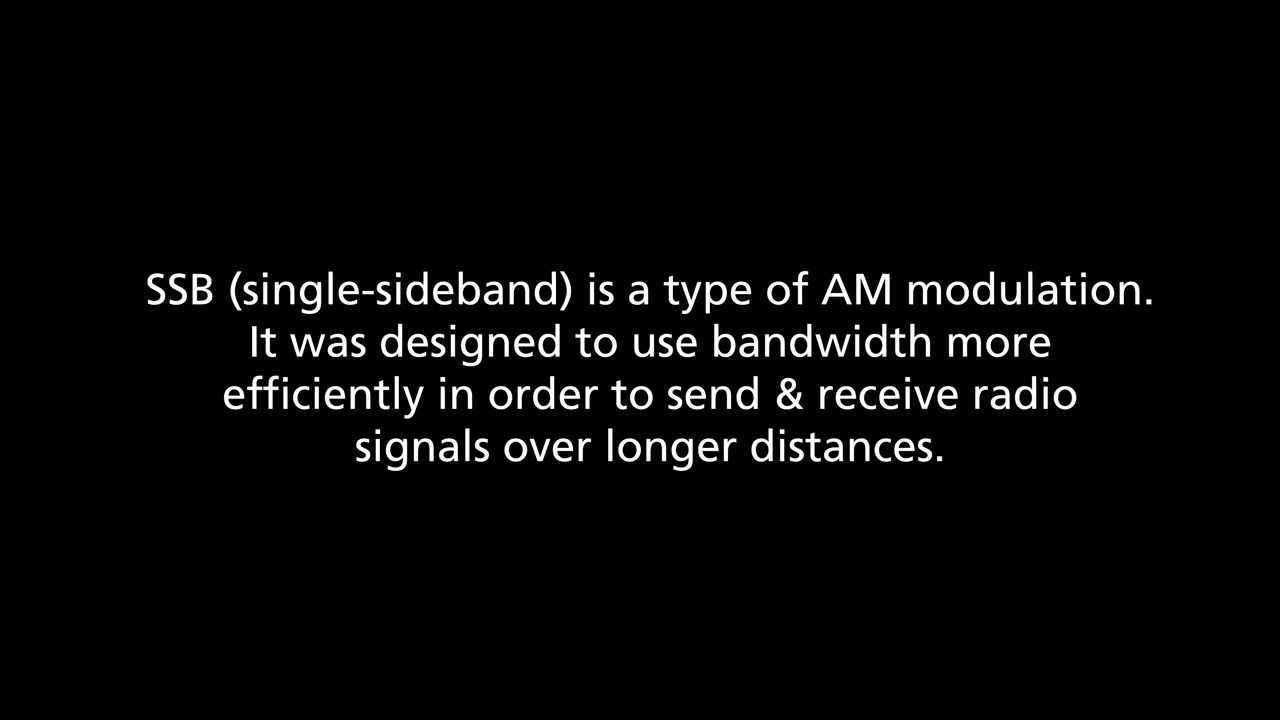 SSB (single-sideband) is a type of AM modulation.
It was designed to use bandwidth more
efficiently in order to send & receive radio
signals over longer distances.